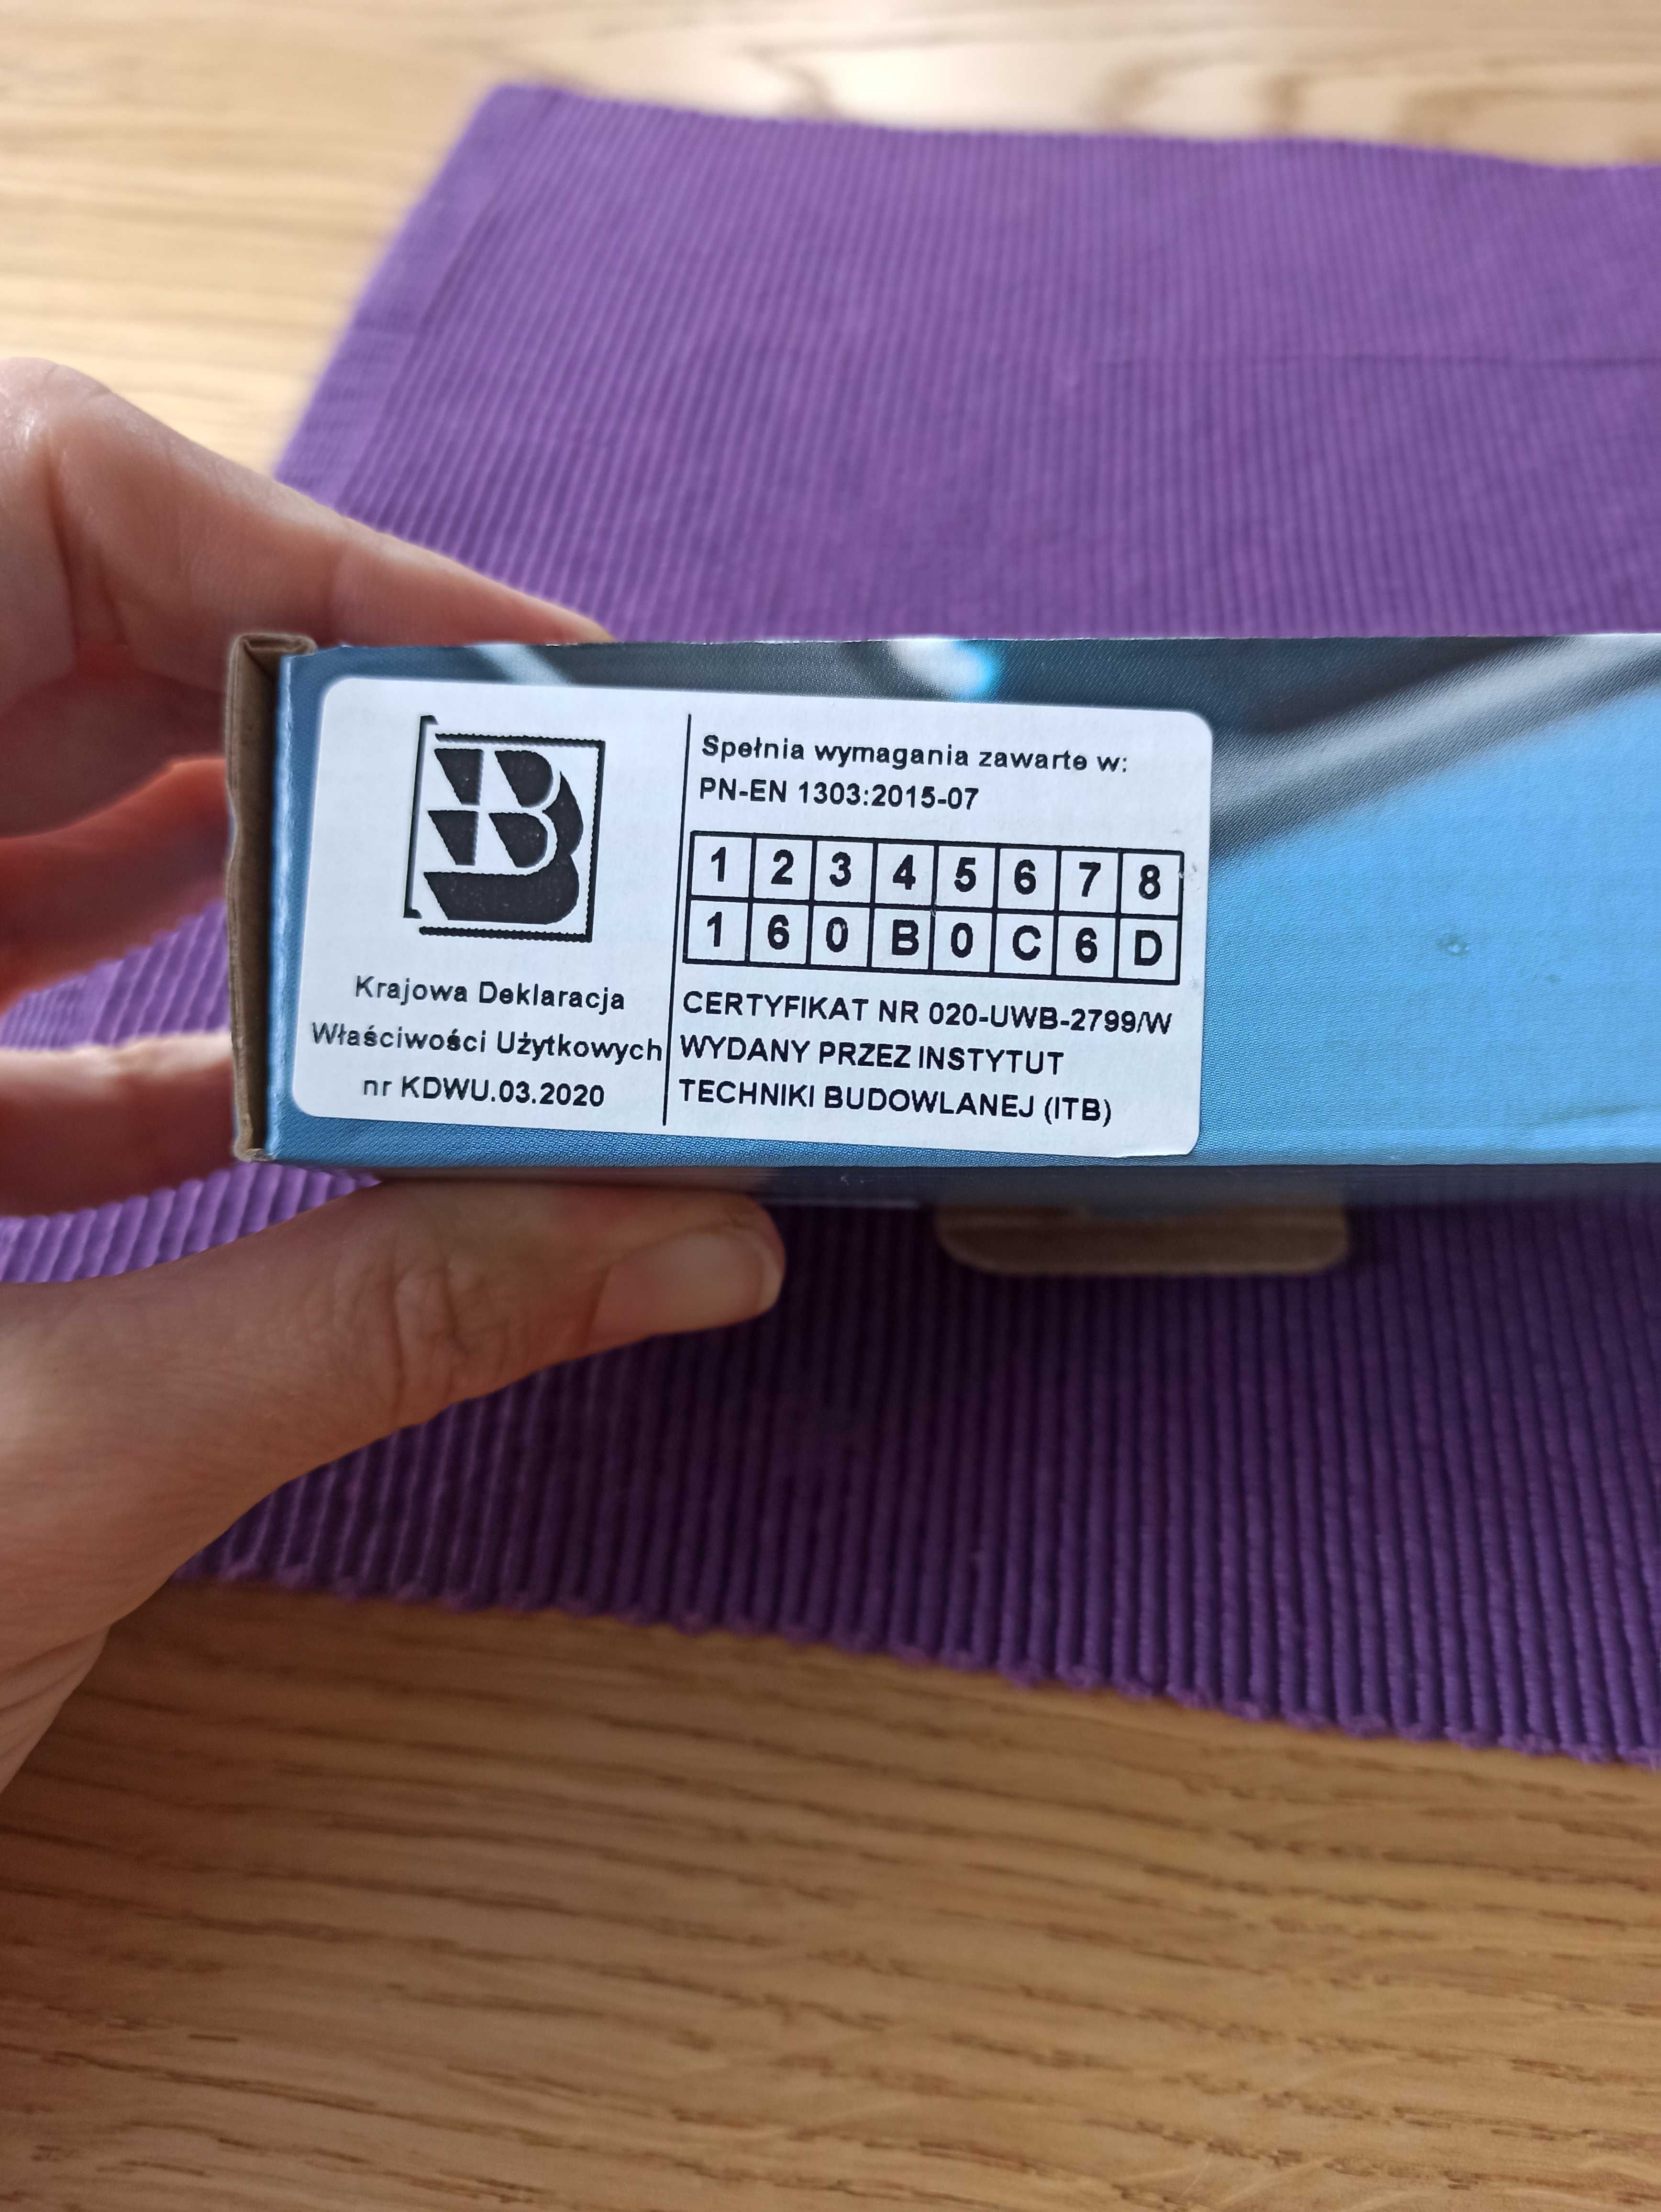 B
Krajowa Deklaracja
Właściwości Użytkowych
nr KDWU.03.2020
Spełnia wymagania zawarte w:
PN-EN 1303:2015-07
1 2 3 4 5 6 7 8
1 6 0 B 0 C 6 D
CERTYFIKAT NR 020-UWB-2799/W
WYDANY PRZEZ INSTYTUT
TECHNIKI BUDOWLANEJ (ITB)